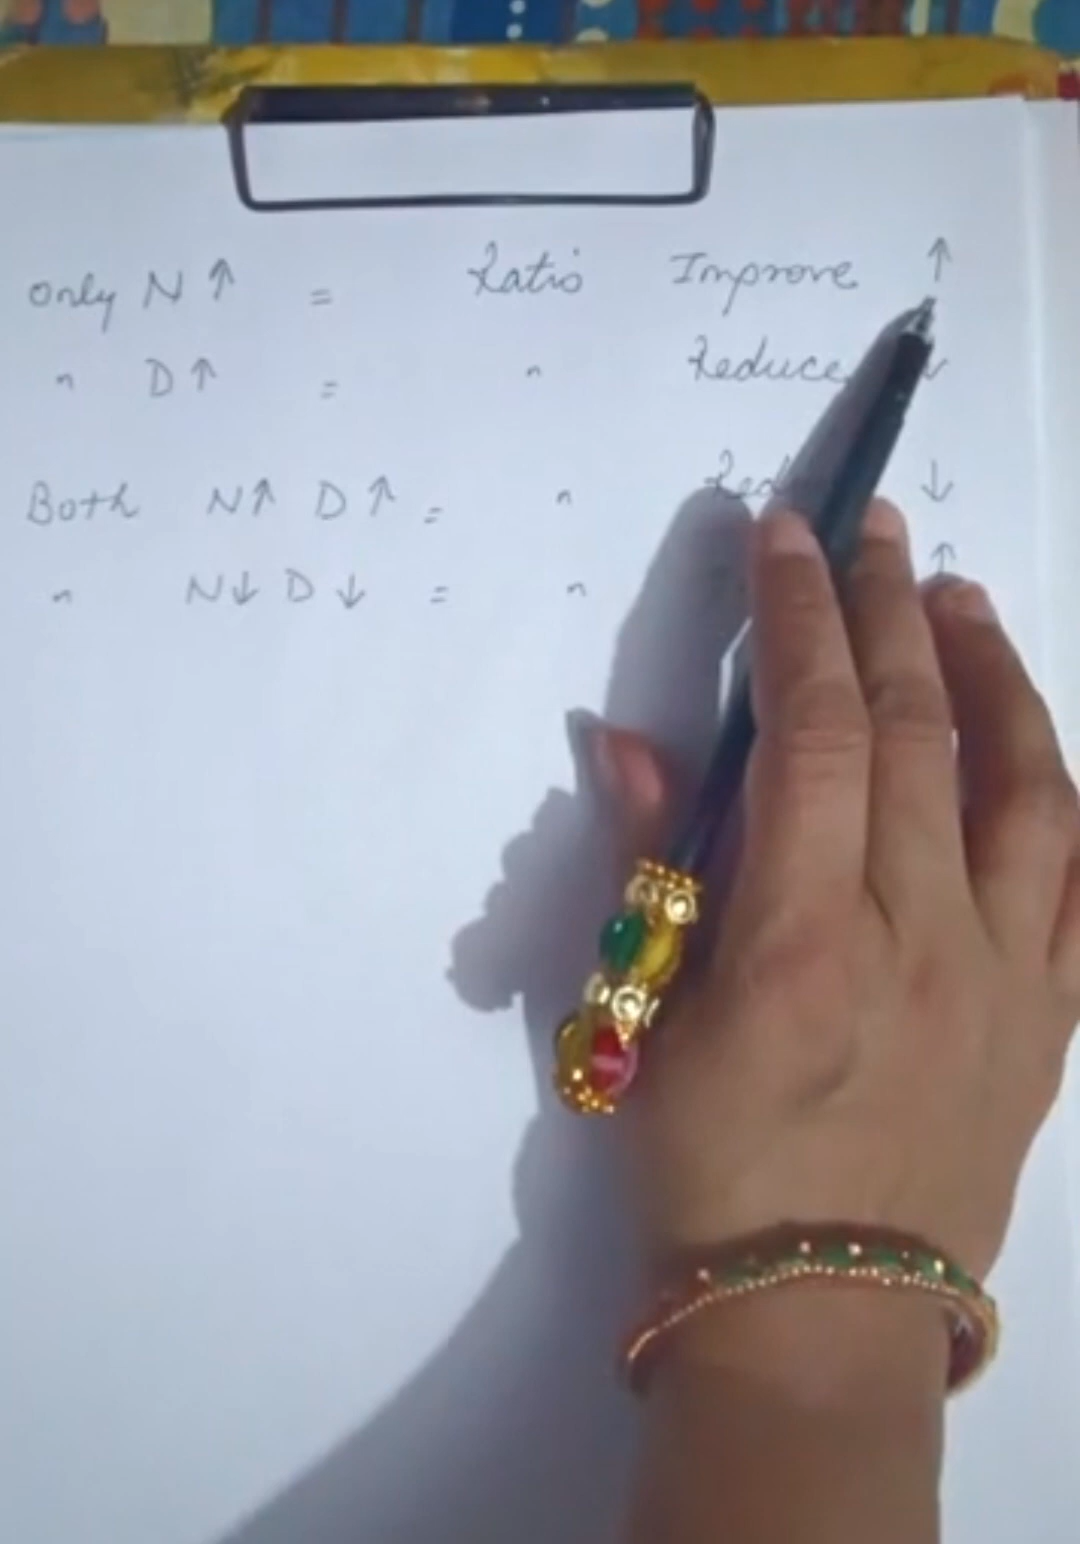 Only N ↑ = Ratio Improve ↑
" D ↑ = " Reduce
Both N↑ D↑ = " ↓
" N↓ D↓ = " ↑